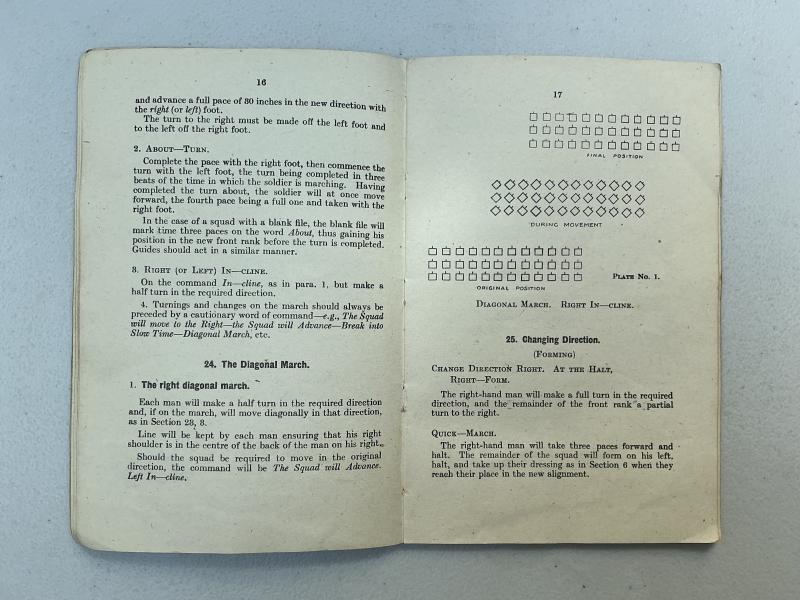 16
and advance a full pace of 30 inches in the new direction with
the right (or left) foot.
The turn to the right must be made off the left foot and
to the left off the right foot.
2. About—Turn.
Complete the pace with the right foot, then commence the
turn with the left foot, the turn being completed in three
beats of the time in which the soldier is marching. Having
completed the turn about, the soldier will at once move
forward, the fourth pace being a full one and taken with the
right foot.
In the case of a squad with a blank file, the blank file will
mark time three paces on the word About, thus gaining his
position in the new front rank before the turn is completed.
Guides should act in a similar manner.
3. Right (or Left) In—cline.
On the command In—cline, as in para. 1, but make a
half turn in the required direction.
4. Turnings and changes on the march should always be
preceded by a cautionary word of command—e.g., The Squad
will move to the Right—the Squad will Advance—Break into
Slow Time—Diagonal March, etc.
24. The Diagonal March.
1. The right diagonal march.
Each man will make a half turn in the required direction
and, if on the march, will move diagonally in that direction,
as in Section 23, 3.
Line will be kept by each man ensuring that his right
shoulder is in the centre of the back of the man on his right.
Should the squad be required to move in the original
direction, the command will be The Squad will Advance.
Left In—cline.
17
FINAL POSITION
DURING MOVEMENT
ORIGINAL POSITION
Plate No. 1.
Diagonal March. Right In—cline.
25. Changing Direction.
(Forming)
Change Direction Right. At the Halt,
Right—Form.
The right-hand man will make a full turn in the required
direction, and the remainder of the front rank a partial
turn to the right.
Quick—March.
The right-hand man will take three paces forward and
halt. The remainder of the squad will form on his left,
halt, and take up their dressing as in Section 6 when they
reach their place in the new alignment.